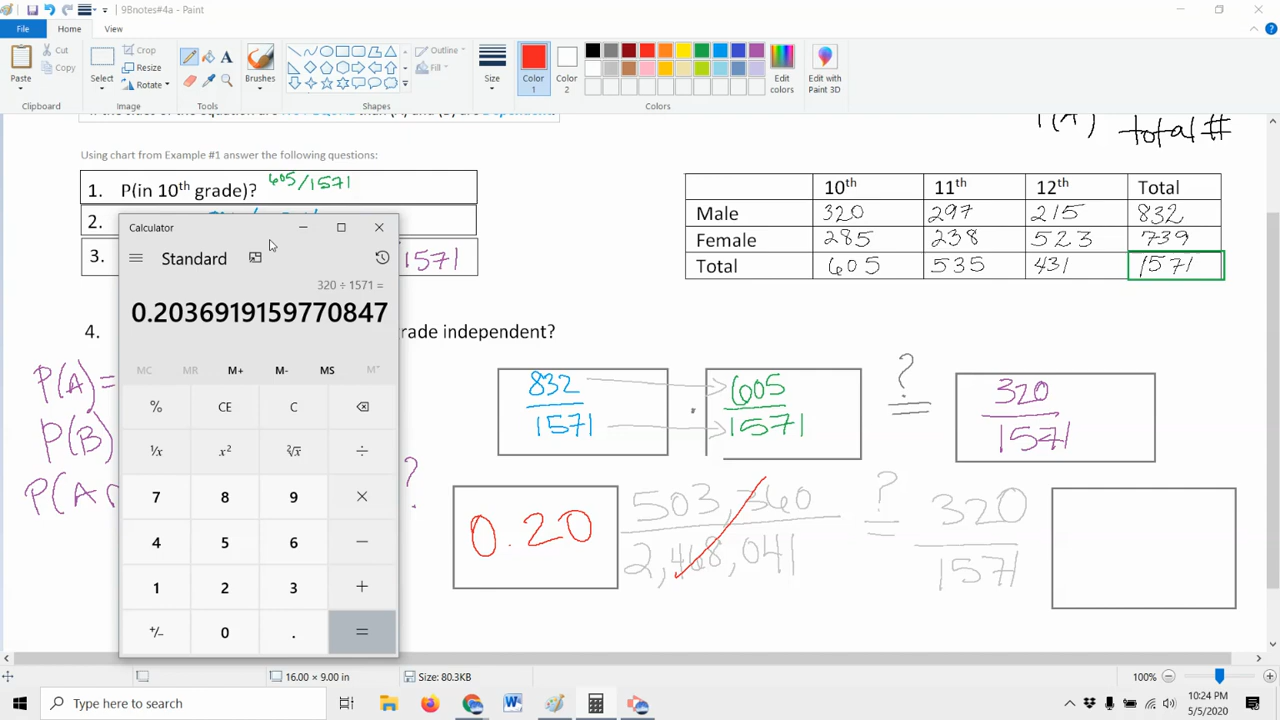 9Bnotes#4a - Paint
File Home View
Paste Cut Copy
Select Crop Resize Rotate
Brushes
Outline Fill
Size
Color 1 Color 2
Edit colors
Edit with Paint 3D
Clipboard Image Tools Shapes Colors
P(A) total #
Using chart from Example #1 answer the following questions:
1. P(in 10th grade)? 605/1571
2.
3. 1571
10th 11th 12th Total
Male 320 297 215 832
Female 285 238 523 739
Total 605 535 431 1571
4. grade independent?
P(A)=
P(B)
P(A
?
832
1571
·
605
1571
?
=
320
1571
0.20
503,360
2,468,041
?
=
320
1571
Calculator
Standard
320 ÷ 1571 =
0.2036919159770847
MC MR M+ M- MS M˅
% CE C
¹/x x² ²√x ÷
7 8 9 ×
4 5 6 −
1 2 3 +
+/− 0 . =
16.00 × 9.00 in Size: 80.3KB 100%
Type here to search
10:24 PM
5/5/2020